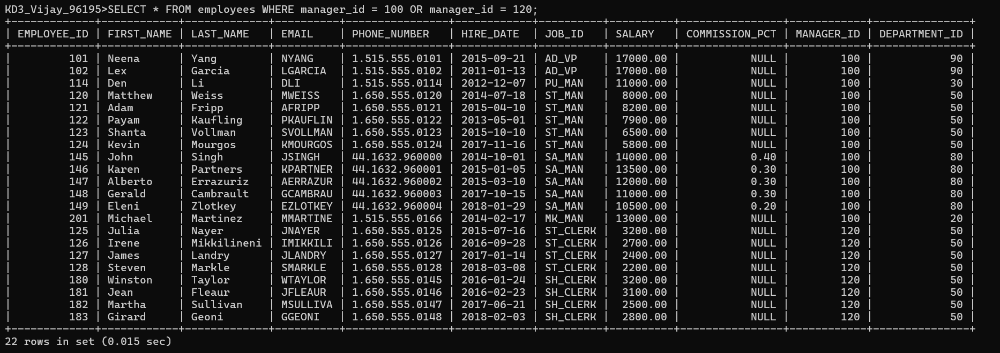 KD3_Vijay_96195>SELECT * FROM employees WHERE manager_id = 100 OR manager_id = 120;
+-------------+------------+-------------+----------+----------------+------------+----------+----------+----------------+------------+---------------+
| EMPLOYEE_ID | FIRST_NAME | LAST_NAME   | EMAIL    | PHONE_NUMBER   | HIRE_DATE  | JOB_ID   | SALARY   | COMMISSION_PCT | MANAGER_ID | DEPARTMENT_ID |
+-------------+------------+-------------+----------+----------------+------------+----------+----------+----------------+------------+---------------+
|         101 | Neena      | Yang        | NYANG    | 1.515.555.0101 | 2015-09-21 | AD_VP    | 17000.00 |           NULL |        100 |            90 |
|         102 | Lex        | Garcia      | LGARCIA  | 1.515.555.0102 | 2011-01-13 | AD_VP    | 17000.00 |           NULL |        100 |            90 |
|         114 | Den        | Li          | DLI      | 1.515.555.0114 | 2012-12-07 | PU_MAN   | 11000.00 |           NULL |        100 |            30 |
|         120 | Matthew    | Weiss       | MWEISS   | 1.650.555.0120 | 2014-07-18 | ST_MAN   |  8000.00 |           NULL |        100 |            50 |
|         121 | Adam       | Fripp       | AFRIPP   | 1.650.555.0121 | 2015-04-10 | ST_MAN   |  8200.00 |           NULL |        100 |            50 |
|         122 | Payam      | Kaufling    | PKAUFLIN | 1.650.555.0122 | 2013-05-01 | ST_MAN   |  7900.00 |           NULL |        100 |            50 |
|         123 | Shanta     | Vollman     | SVOLLMAN | 1.650.555.0123 | 2015-10-10 | ST_MAN   |  6500.00 |           NULL |        100 |            50 |
|         124 | Kevin      | Mourgos     | KMOURGOS | 1.650.555.0124 | 2017-11-16 | ST_MAN   |  5800.00 |           NULL |        100 |            50 |
|         145 | John       | Singh       | JSINGH   | 44.1632.960000 | 2014-10-01 | SA_MAN   | 14000.00 |           0.40 |        100 |            80 |
|         146 | Karen      | Partners    | KPARTNER | 44.1632.960001 | 2015-01-05 | SA_MAN   | 13500.00 |           0.30 |        100 |            80 |
|         147 | Alberto    | Errazuriz   | AERRAZUR | 44.1632.960002 | 2015-03-10 | SA_MAN   | 12000.00 |           0.30 |        100 |            80 |
|         148 | Gerald     | Cambrault   | GCAMBRAU | 44.1632.960003 | 2017-10-15 | SA_MAN   | 11000.00 |           0.30 |        100 |            80 |
|         149 | Eleni      | Zlotkey     | EZLOTKEY | 44.1632.960004 | 2018-01-29 | SA_MAN   | 10500.00 |           0.20 |        100 |            80 |
|         201 | Michael    | Martinez    | MMARTINE | 1.515.555.0166 | 2014-02-17 | MK_MAN   | 13000.00 |           NULL |        100 |            20 |
|         125 | Julia      | Nayer       | JNAYER   | 1.650.555.0125 | 2015-07-16 | ST_CLERK |  3200.00 |           NULL |        120 |            50 |
|         126 | Irene      | Mikkilineni | IMIKKILI | 1.650.555.0126 | 2016-09-28 | ST_CLERK |  2700.00 |           NULL |        120 |            50 |
|         127 | James      | Landry      | JLANDRY  | 1.650.555.0127 | 2017-01-14 | ST_CLERK |  2400.00 |           NULL |        120 |            50 |
|         128 | Steven     | Markle      | SMARKLE  | 1.650.555.0128 | 2018-03-08 | ST_CLERK |  2200.00 |           NULL |        120 |            50 |
|         180 | Winston    | Taylor      | WTAYLOR  | 1.650.555.0145 | 2016-01-24 | SH_CLERK |  3200.00 |           NULL |        120 |            50 |
|         181 | Jean       | Fleaur      | JFLEAUR  | 1.650.555.0146 | 2016-02-23 | SH_CLERK |  3100.00 |           NULL |        120 |            50 |
|         182 | Martha     | Sullivan    | MSULLIVA | 1.650.555.0147 | 2017-06-21 | SH_CLERK |  2500.00 |           NULL |        120 |            50 |
|         183 | Girard     | Geoni       | GGEONI   | 1.650.555.0148 | 2018-02-03 | SH_CLERK |  2800.00 |           NULL |        120 |            50 |
+-------------+------------+-------------+----------+----------------+------------+----------+----------+----------------+------------+---------------+
22 rows in set (0.015 sec)